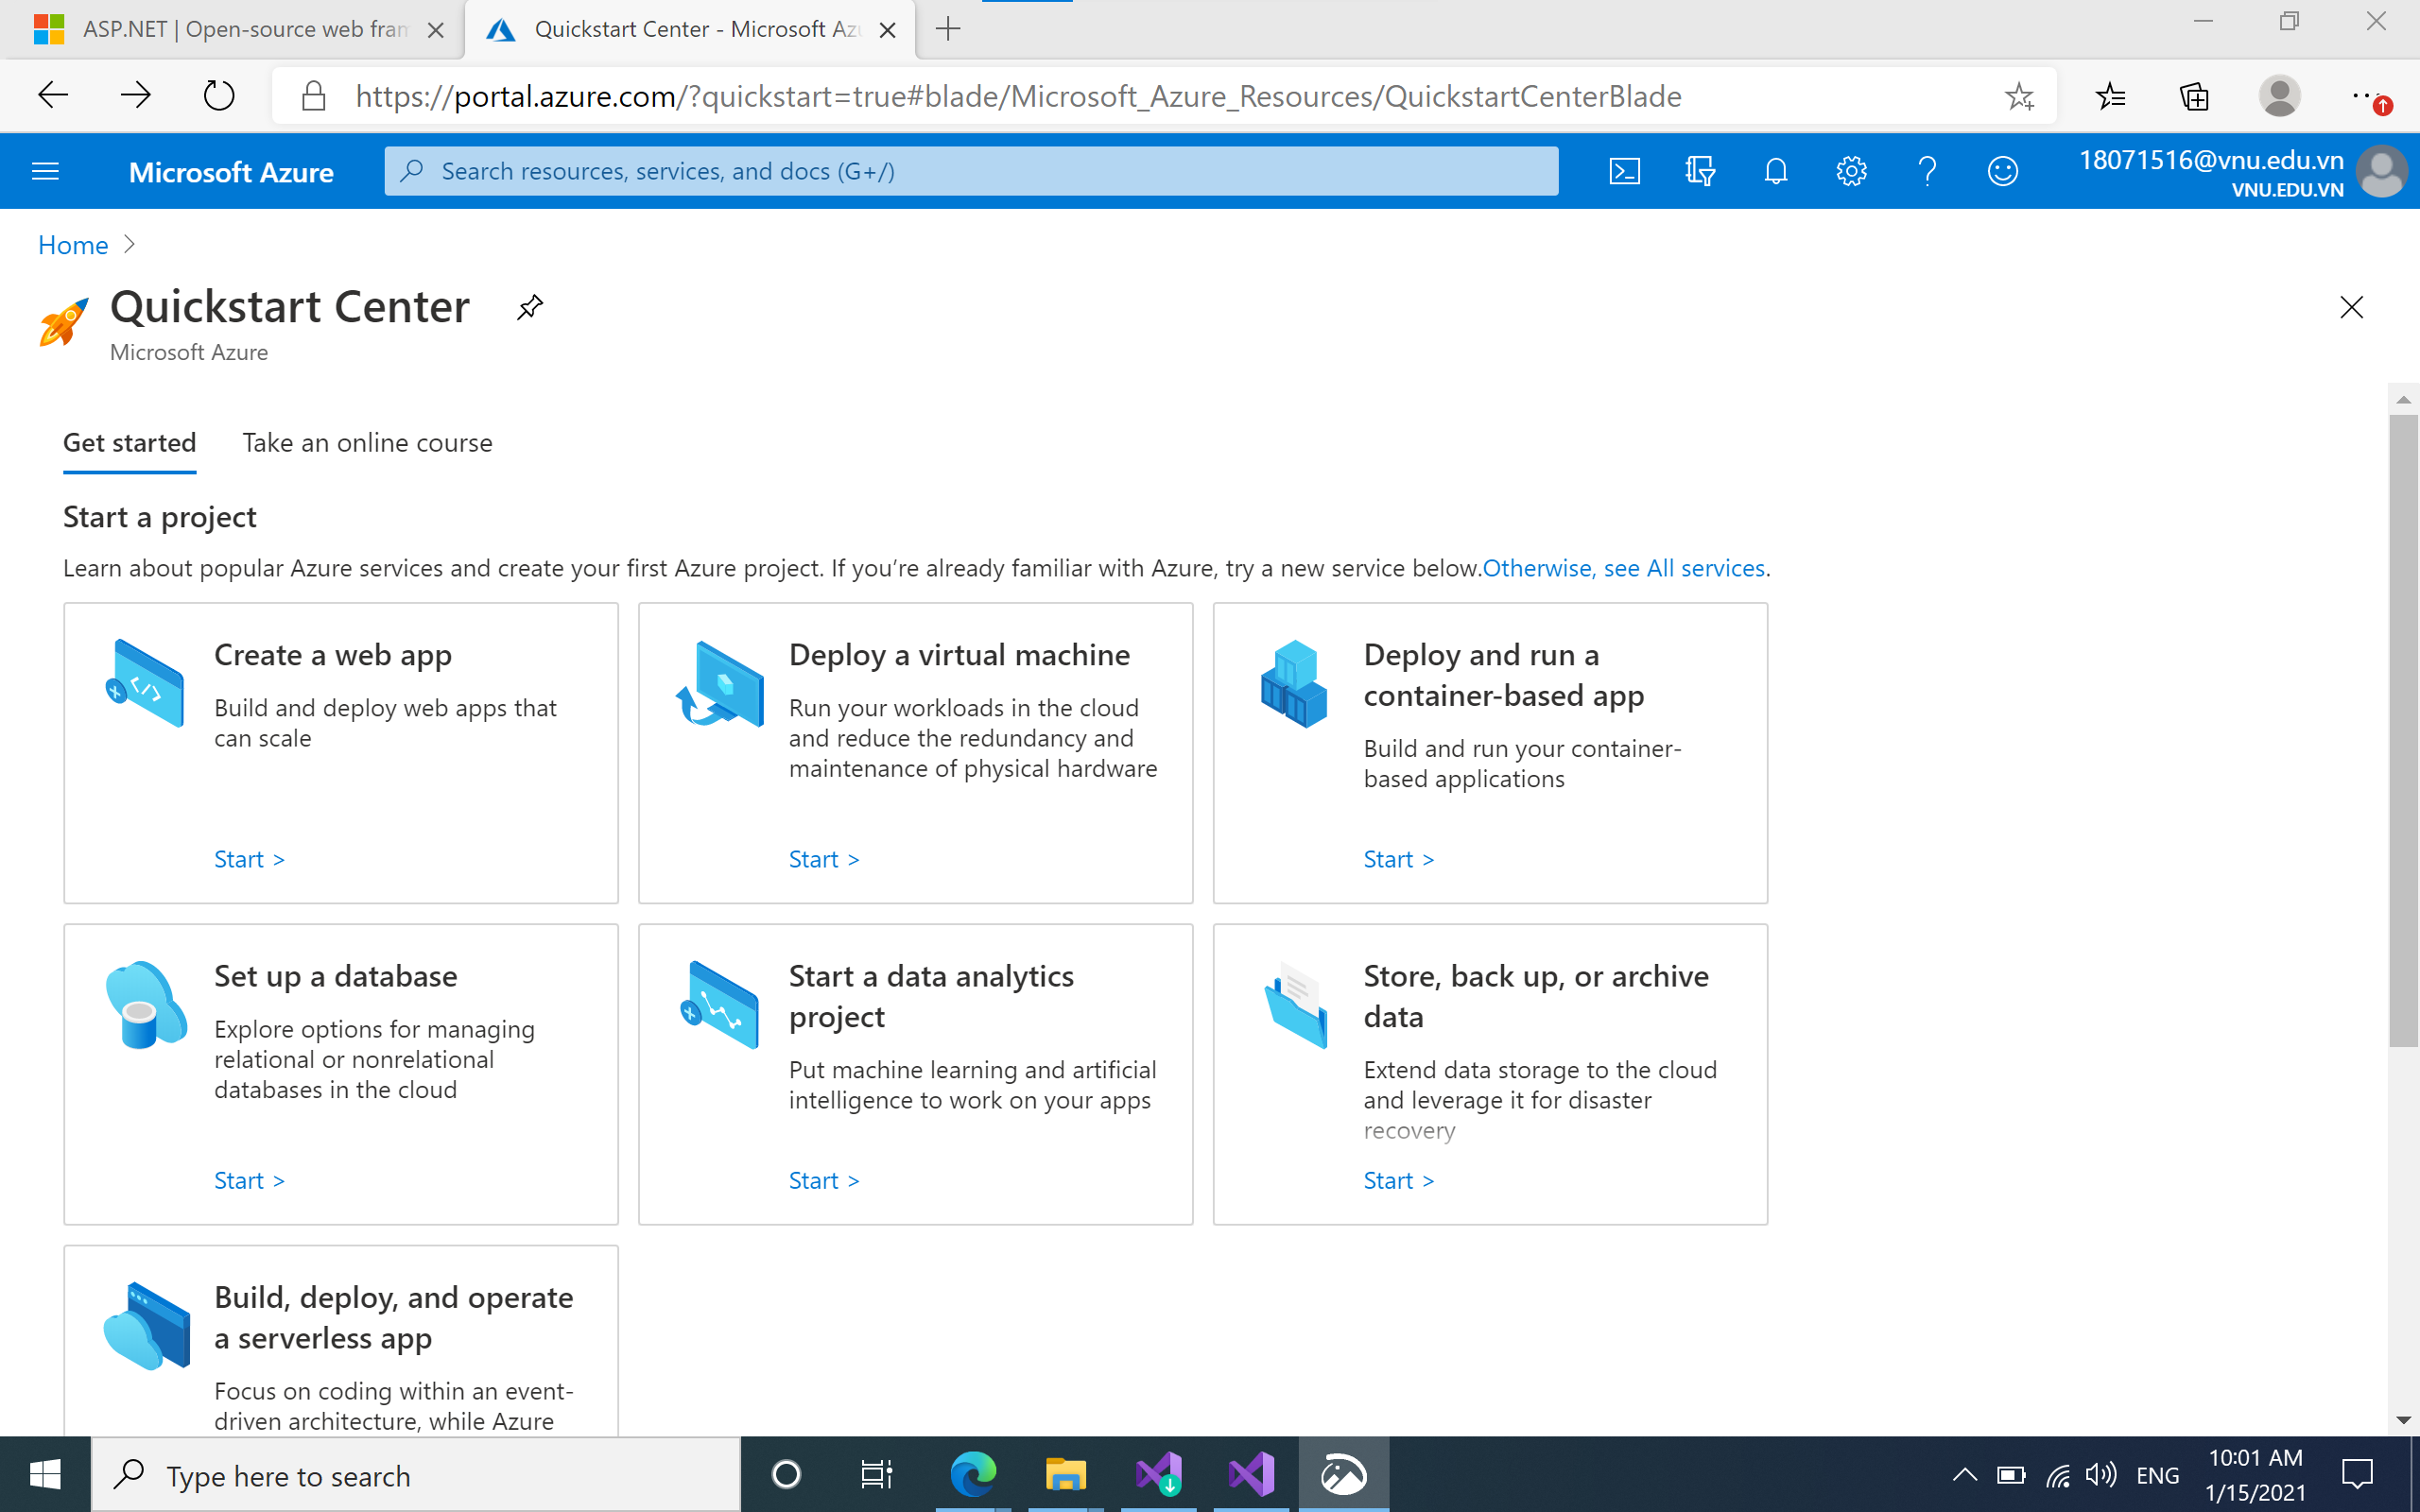 ASP.NET | Open-source web fram
Quickstart Center - Microsoft Azu
https://portal.azure.com/?quickstart=true#blade/Microsoft_Azure_Resources/QuickstartCenterBlade
Microsoft Azure
Search resources, services, and docs (G+/)
18071516@vnu.edu.vn
VNU.EDU.VN
Home
Quickstart Center
Microsoft Azure
Get started
Take an online course
Start a project
Learn about popular Azure services and create your first Azure project. If you’re already familiar with Azure, try a new service below.Otherwise, see All services.
Create a web app
Build and deploy web apps that
can scale
Start >
Deploy a virtual machine
Run your workloads in the cloud
and reduce the redundancy and
maintenance of physical hardware
Start >
Deploy and run a
container-based app
Build and run your container-
based applications
Start >
Set up a database
Explore options for managing
relational or nonrelational
databases in the cloud
Start >
Start a data analytics
project
Put machine learning and artificial
intelligence to work on your apps
Start >
Store, back up, or archive
data
Extend data storage to the cloud
and leverage it for disaster
recovery
Start >
Build, deploy, and operate
a serverless app
Focus on coding within an event-
driven architecture, while Azure
Type here to search
ENG
10:01 AM
1/15/2021